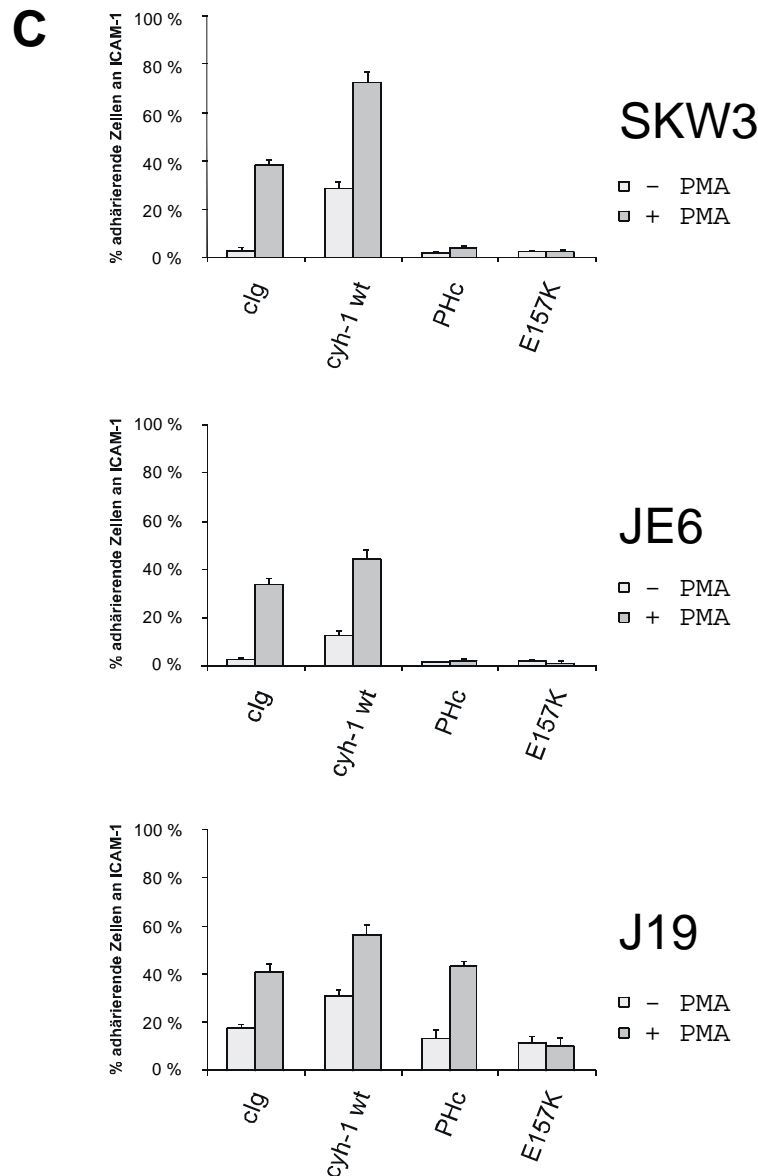 C
% adhärierende Zellen an ICAM-1
100 %
80 %
60 %
40 %
20 %
0 %
cIg
cyh-1 wt
PHc
E157K
SKW3
- PMA
+ PMA
% adhärierende Zellen an ICAM-1
100 %
80 %
60 %
40 %
20 %
0 %
cIg
cyh-1 wt
PHc
E157K
JE6
- PMA
+ PMA
% adhärierende Zellen an ICAM-1
100 %
80 %
60 %
40 %
20 %
0 %
cIg
cyh-1 wt
PHc
E157K
J19
- PMA
+ PMA